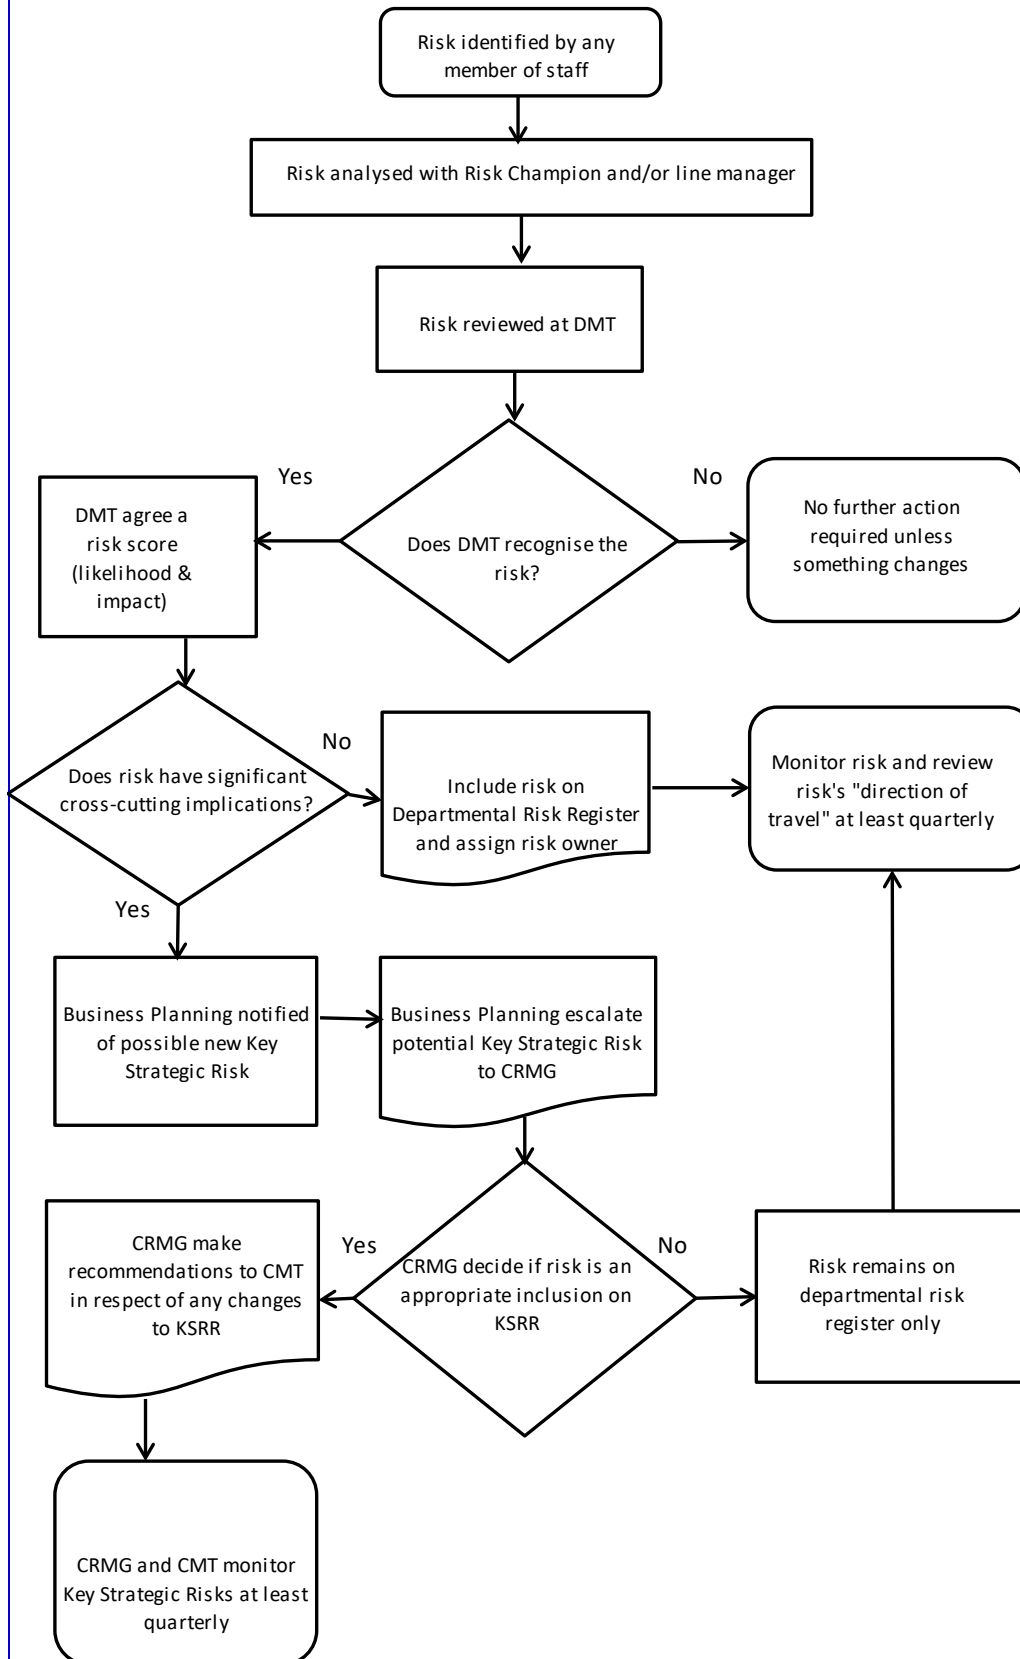 Risk identified by any
member of staff
Risk analysed with Risk Champion and/or line manager
Risk reviewed at DMT
Yes
No
DMT agree a
risk score
(likelihood &
impact)
Does DMT recognise the
risk?
No further action
required unless
something changes
Does risk have significant
cross-cutting implications?
No
Include risk on
Departmental Risk Register
and assign risk owner
Monitor risk and review
risk's "direction of
travel" at least quarterly
Yes
Business Planning notified
of possible new Key
Strategic Risk
Business Planning escalate
potential Key Strategic Risk
to CRMG
CRMG make
recommendations to CMT
in respect of any changes
to KSRR
Yes
CRMG decide if risk is an
appropriate inclusion on
KSRR
No
Risk remains on
departmental risk
register only
CRMG and CMT monitor
Key Strategic Risks at least
quarterly